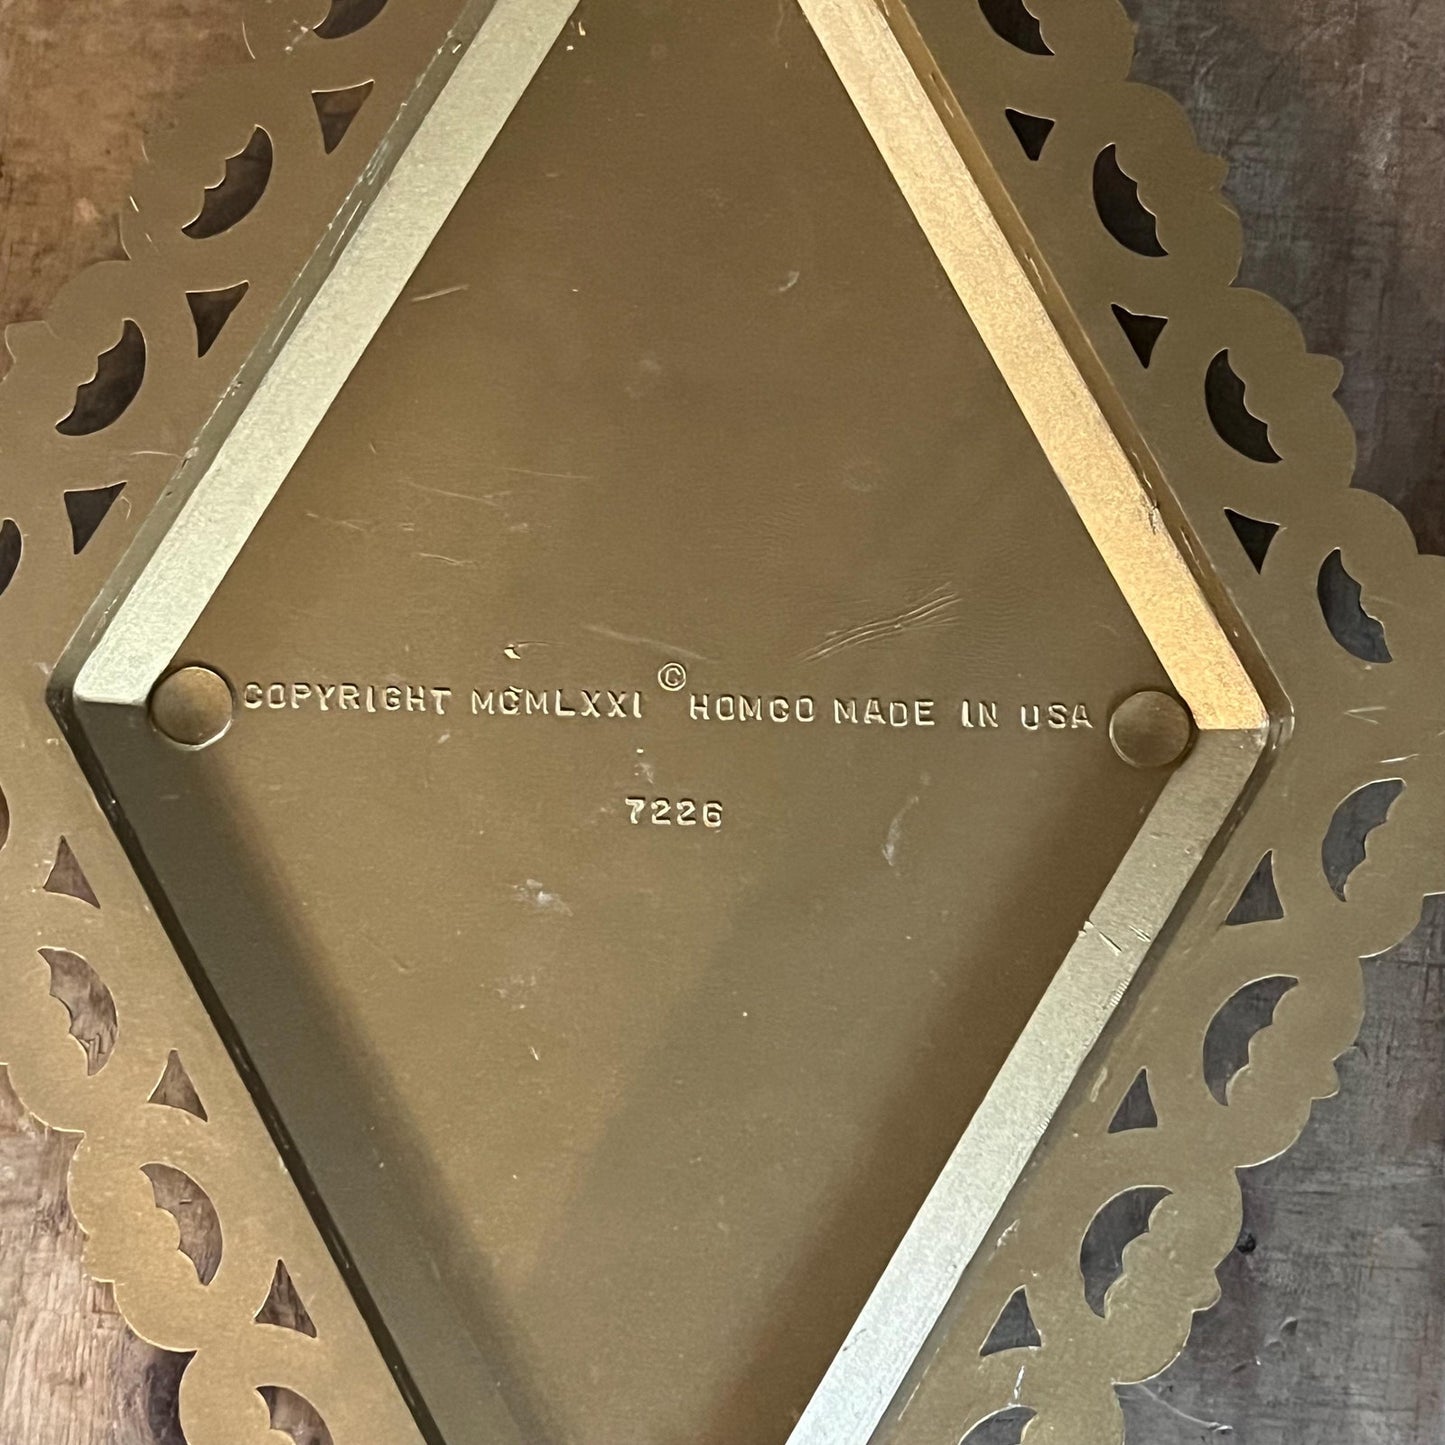 COPYRIGHT MCMLXXI © HOMCO MADE IN USA
7226